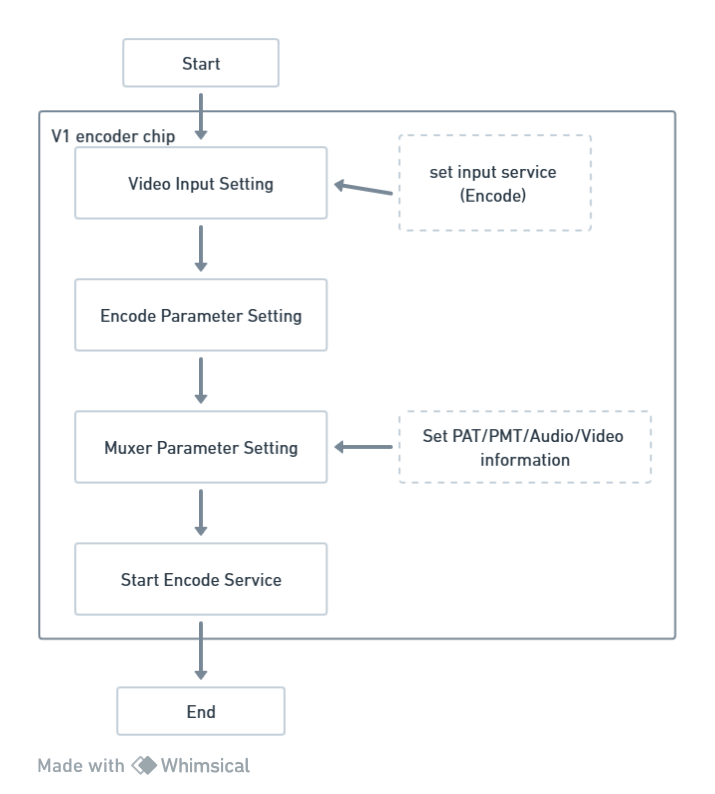 Start
V1 encoder chip
Video Input Setting
set input service
(Encode)
Encode Parameter Setting
Muxer Parameter Setting
Set PAT/PMT/Audio/Video
information
Start Encode Service
End
Made with Whimsical